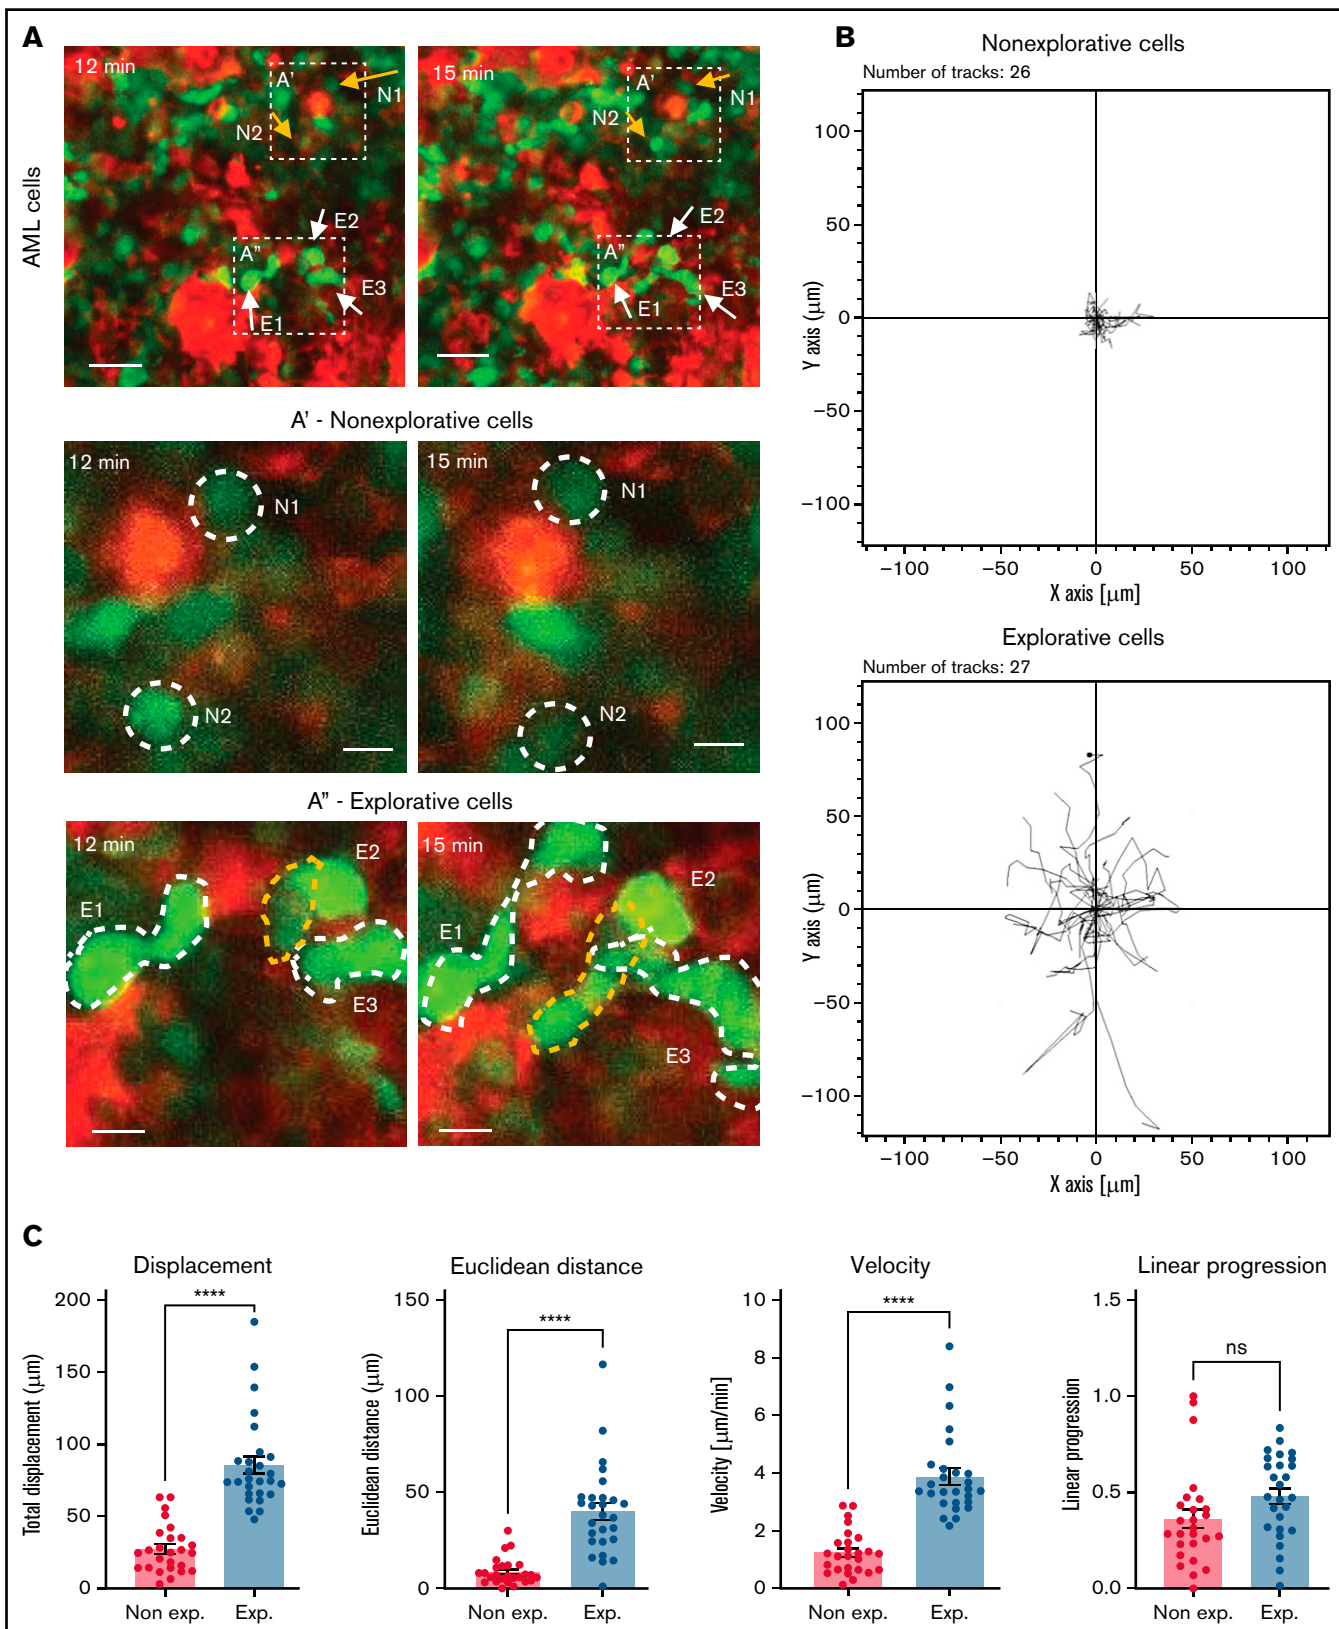 A
12 min
A'
N1
N2
E2
A"
E3
E1
15 min
A'
N1
N2
E2
A"
E3
E1
AML cells
A' - Nonexplorative cells
12 min
N1
N2
15 min
N1
N2
A" - Explorative cells
12 min
E2
E1
E3
15 min
E2
E1
E3
B
Nonexplorative cells
Number of tracks: 26
100
50
0
−50
−100
Y axis (μm)
−100 −50 0 50 100
X axis [μm]
Explorative cells
Number of tracks: 27
100
50
0
−50
−100
Y axis (μm)
−100 −50 0 50 100
X axis [μm]
C
Displacement
200
150
100
50
0
Total displacement (μm)
****
Non exp. Exp.
Euclidean distance
150
100
50
0
Euclidean distance (μm)
****
Non exp. Exp.
Velocity
10
8
6
4
2
0
Velocity [μm/min]
****
Non exp. Exp.
Linear progression
1.5
1.0
0.5
0.0
Linear progression
ns
Non exp. Exp.